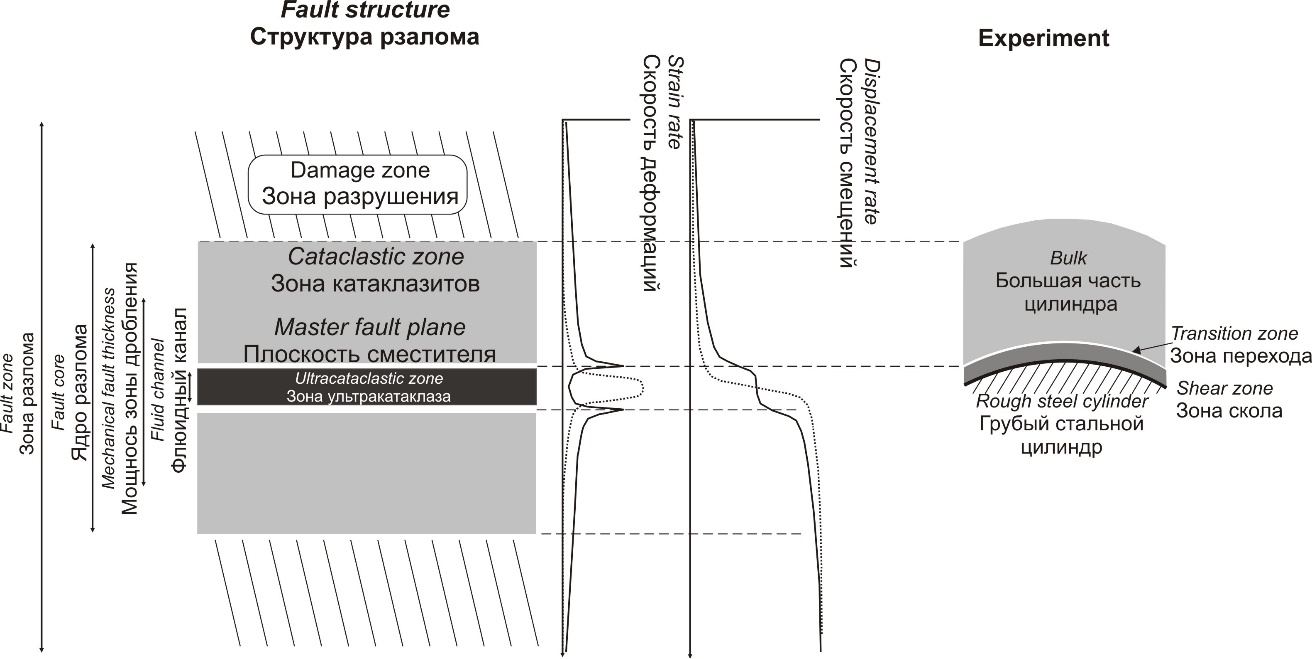 Fault structure
Структура рзалома
Experiment
Strain rate
Скорость деформаций
Displacement rate
Скорость смещений
Damage zone
Зона разрушения
Cataclastic zone
Зона катаклазитов
Master fault plane
Плоскость сместителя
Ultracataclastic zone
Зона ультракатаклаза
Fault zone
Зона разлома
Fault core
Ядро разлома
Mechanical fault thickness
Мощнось зоны дробления
Fluid channel
Флюидный канал
Bulk
Большая часть
цилиндра
Transition zone
Зона перехода
Shear zone
Зона скола
Rough steel cylinder
Грубый стальной
цилиндр